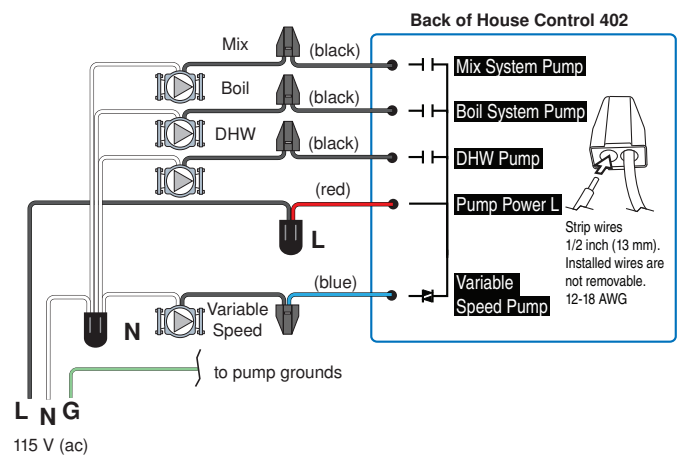 Back of House Control 402
Mix
(black)
Mix System Pump
Boil
(black)
Boil System Pump
DHW
(black)
DHW Pump
(red)
Pump Power L
L
Strip wires
1/2 inch (13 mm).
Installed wires are
not removable.
12-18 AWG
(blue)
Variable
Speed Pump
Variable
Speed
N
to pump grounds
L N G
115 V (ac)